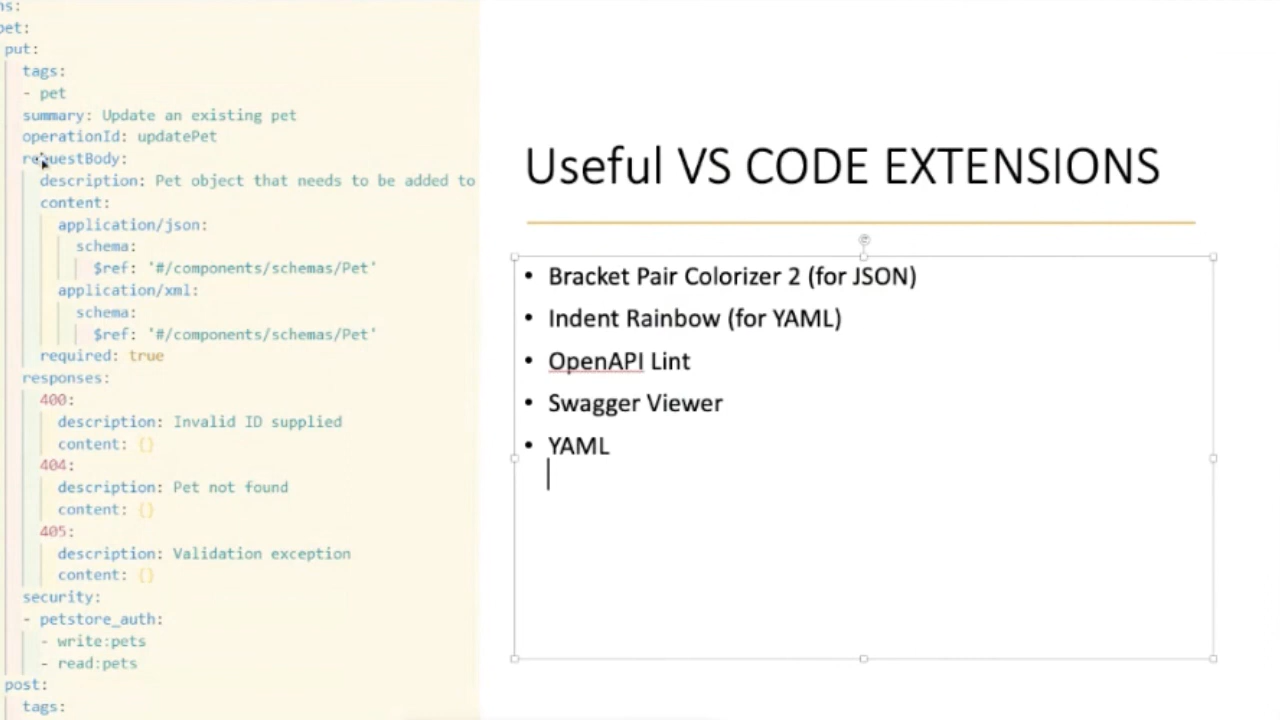 ns:
pet:
put:
tags:
- pet
summary: Update an existing pet
operationId: updatePet
requestBody:
description: Pet object that needs to be added to
content:
application/json:
schema:
$ref: '#/components/schemas/Pet'
application/xml:
schema:
$ref: '#/components/schemas/Pet'
required: true
responses:
400:
description: Invalid ID supplied
content: {}
404:
description: Pet not found
content: {}
405:
description: Validation exception
content: {}
security:
- petstore_auth:
- write:pets
- read:pets
post:
tags:
Useful VS CODE EXTENSIONS
• Bracket Pair Colorizer 2 (for JSON)
• Indent Rainbow (for YAML)
• OpenAPI Lint
• Swagger Viewer
• YAML